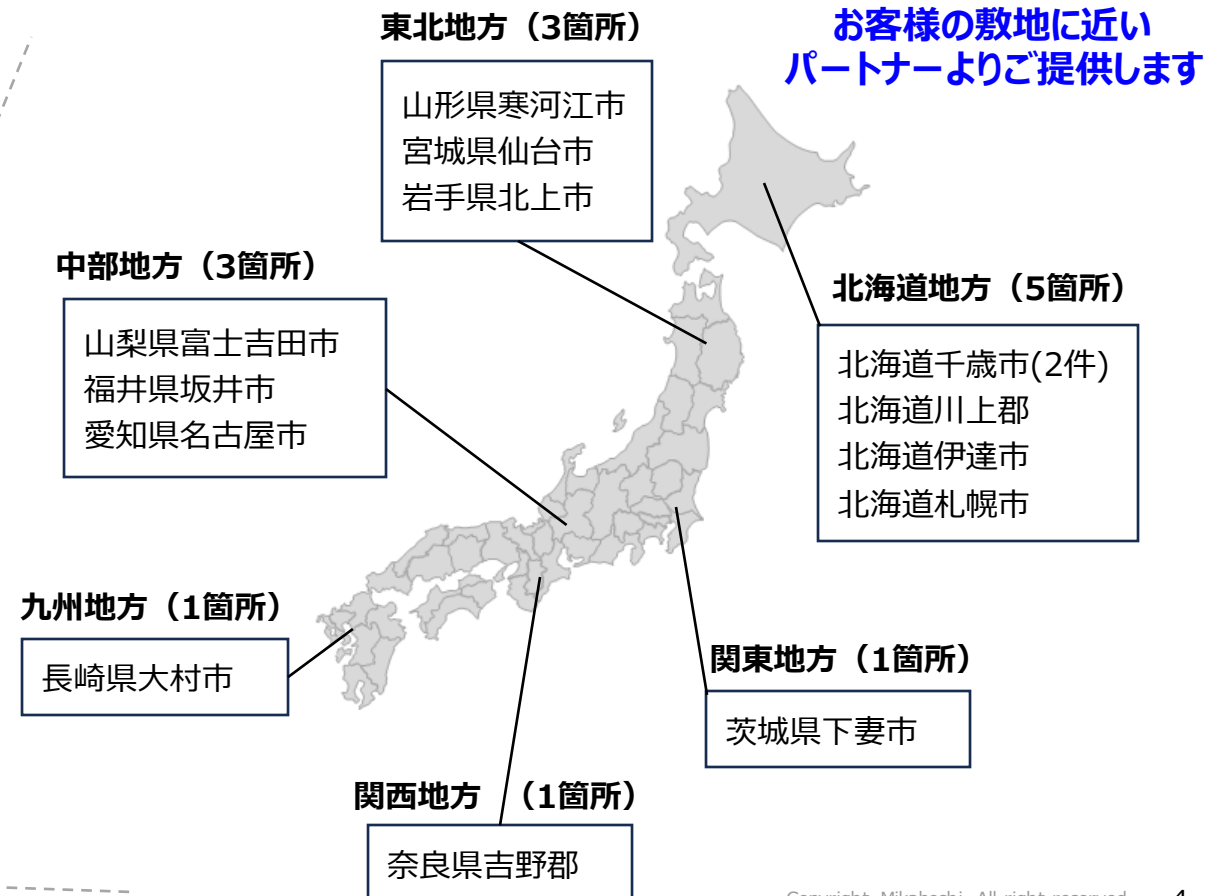 東北地方（3箇所）
お客様の敷地に近い
パートナーよりご提供します
山形県寒河江市
宮城県仙台市
岩手県北上市
中部地方（3箇所）
山梨県富士吉田市
福井県坂井市
愛知県名古屋市
北海道地方（5箇所）
北海道千歳市(2件)
北海道川上郡
北海道伊達市
北海道札幌市
九州地方（1箇所）
長崎県大村市
関東地方（1箇所）
茨城県下妻市
関西地方　（1箇所）
奈良県吉野郡
4